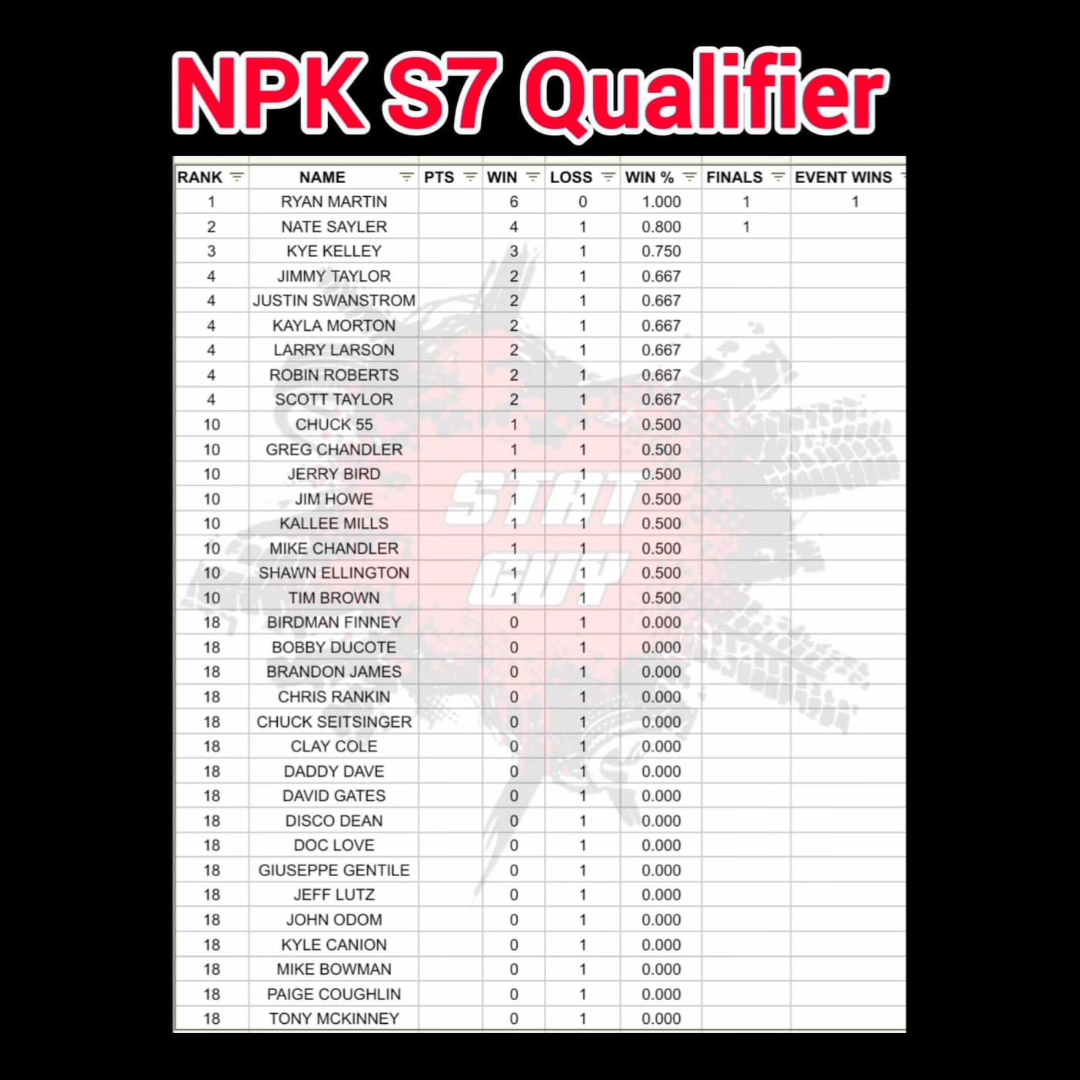 NPK S7 Qualifier
RANK NAME PTS WIN LOSS WIN % FINALS EVENT WINS
1 RYAN MARTIN 6 0 1.000 1 1
2 NATE SAYLER 4 1 0.800 1
3 KYE KELLEY 3 1 0.750
4 JIMMY TAYLOR 2 1 0.667
4 JUSTIN SWANSTROM 2 1 0.667
4 KAYLA MORTON 2 1 0.667
4 LARRY LARSON 2 1 0.667
4 ROBIN ROBERTS 2 1 0.667
4 SCOTT TAYLOR 2 1 0.667
10 CHUCK 55 1 1 0.500
10 GREG CHANDLER 1 1 0.500
10 JERRY BIRD 1 1 0.500
10 JIM HOWE 1 1 0.500
10 KALLEE MILLS 1 1 0.500
10 MIKE CHANDLER 1 1 0.500
10 SHAWN ELLINGTON 1 1 0.500
10 TIM BROWN 1 1 0.500
18 BIRDMAN FINNEY 0 1 0.000
18 BOBBY DUCOTE 0 1 0.000
18 BRANDON JAMES 0 1 0.000
18 CHRIS RANKIN 0 1 0.000
18 CHUCK SEITSINGER 0 1 0.000
18 CLAY COLE 0 1 0.000
18 DADDY DAVE 0 1 0.000
18 DAVID GATES 0 1 0.000
18 DISCO DEAN 0 1 0.000
18 DOC LOVE 0 1 0.000
18 GIUSEPPE GENTILE 0 1 0.000
18 JEFF LUTZ 0 1 0.000
18 JOHN ODOM 0 1 0.000
18 KYLE CANION 0 1 0.000
18 MIKE BOWMAN 0 1 0.000
18 PAIGE COUGHLIN 0 1 0.000
18 TONY MCKINNEY 0 1 0.000
STAT
GUY